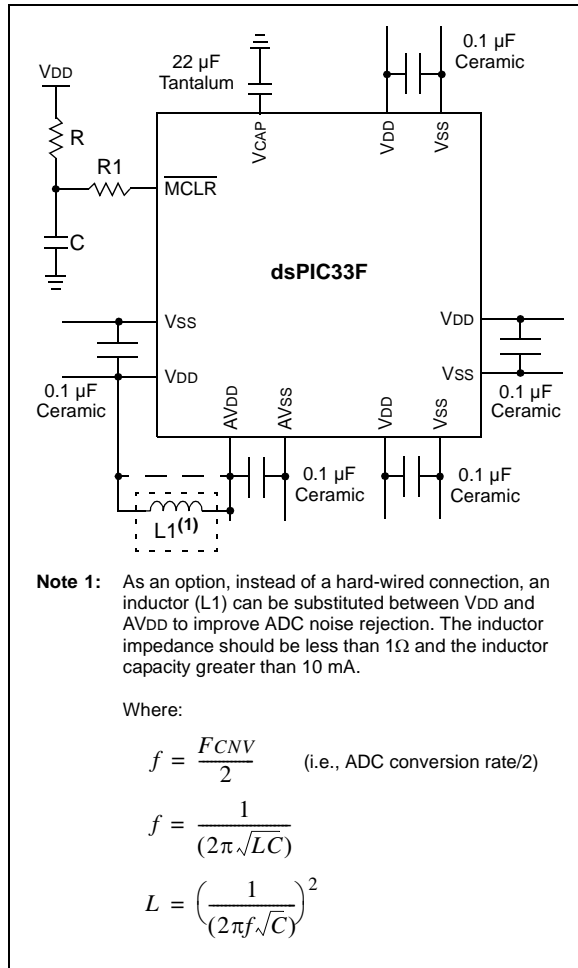 0.1 µF
Ceramic
22 µF
Tantalum
VDD
R
R1
C
MCLR
VCAP
VDD
VSS
dsPIC33F
VSS
VDD
0.1 µF
Ceramic
VDD
VSS
0.1 µF
Ceramic
AVDD
AVSS
VDD
VSS
0.1 µF
Ceramic
0.1 µF
Ceramic
L1(1)
Note 1: As an option, instead of a hard-wired connection, an
inductor (L1) can be substituted between VDD and
AVDD to improve ADC noise rejection. The inductor
impedance should be less than 1Ω and the inductor
capacity greater than 10 mA.
Where:
f = FCNV / 2 (i.e., ADC conversion rate/2)
f = 1 / (2π√LC)
L = (1 / (2πf√C))²